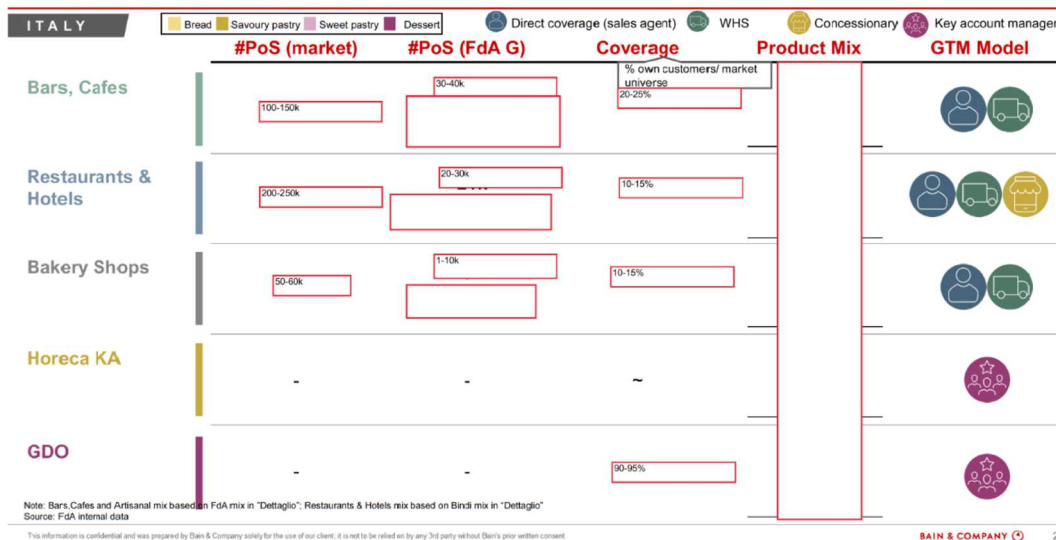 ITALY
Bread
Savoury pastry
Sweet pastry
Dessert
Direct coverage (sales agent)
WHS
Concessionary
Key account manager
#PoS (market)
#PoS (FdA G)
Coverage
Product Mix
GTM Model
% own customers/ market
universe
Bars, Cafes
100-150k
30-40k
20-25%
Restaurants &
Hotels
200-250k
20-30k
10-15%
Bakery Shops
50-60k
1-10k
10-15%
Horeca KA
-
-
~
GDO
-
-
90-95%
Note: Bars,Cafes and Artisanal mix based on FdA mix in "Dettaglio"; Restaurants & Hotels mix based on Bindi mix in "Dettaglio"
Source: FdA internal data
This information is confidential and was prepared by Bain & Company solely for the use of our client; it is not to be relied on by any 3rd party without Bain's prior written consent
BAIN & COMPANY
2